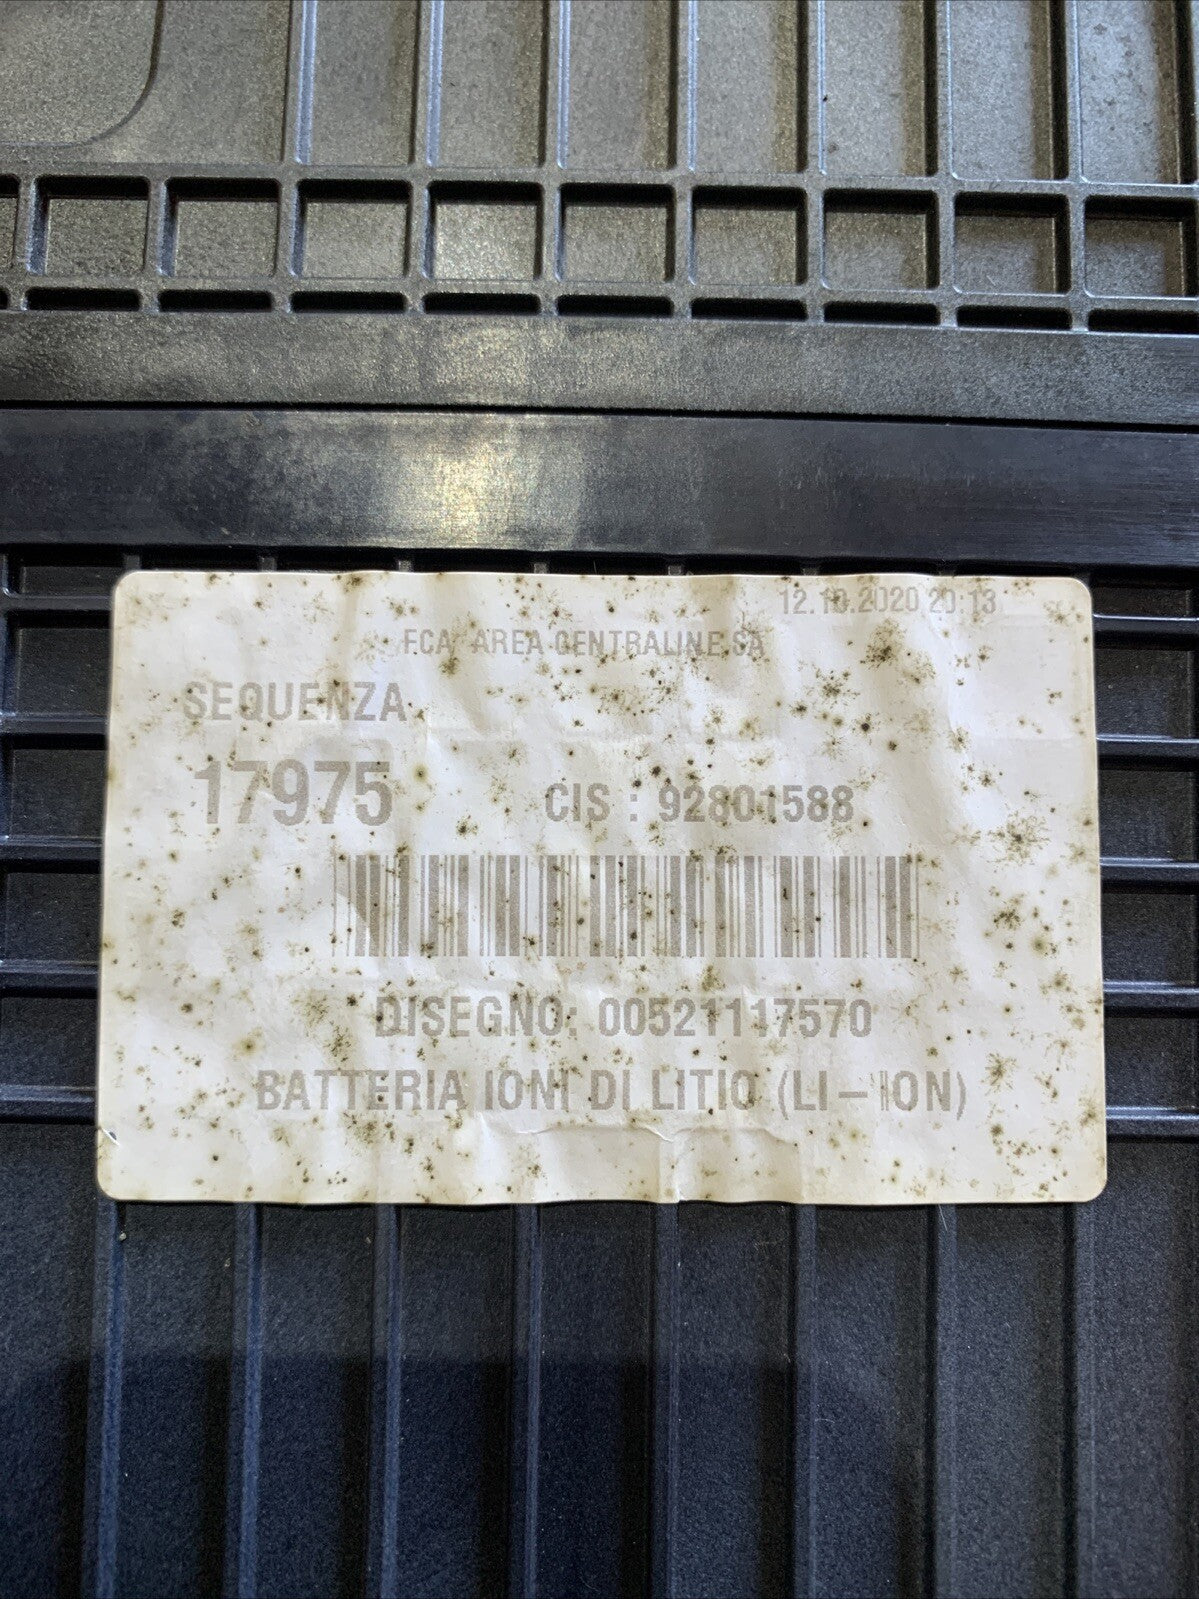 12.10.2020 20:13
FCA AREA CENTRALINE SA
SEQUENZA
17975 CIS : 92801588
DISEGNO: 00521117570
BATTERIA IONI DI LITIO (LI-ION)